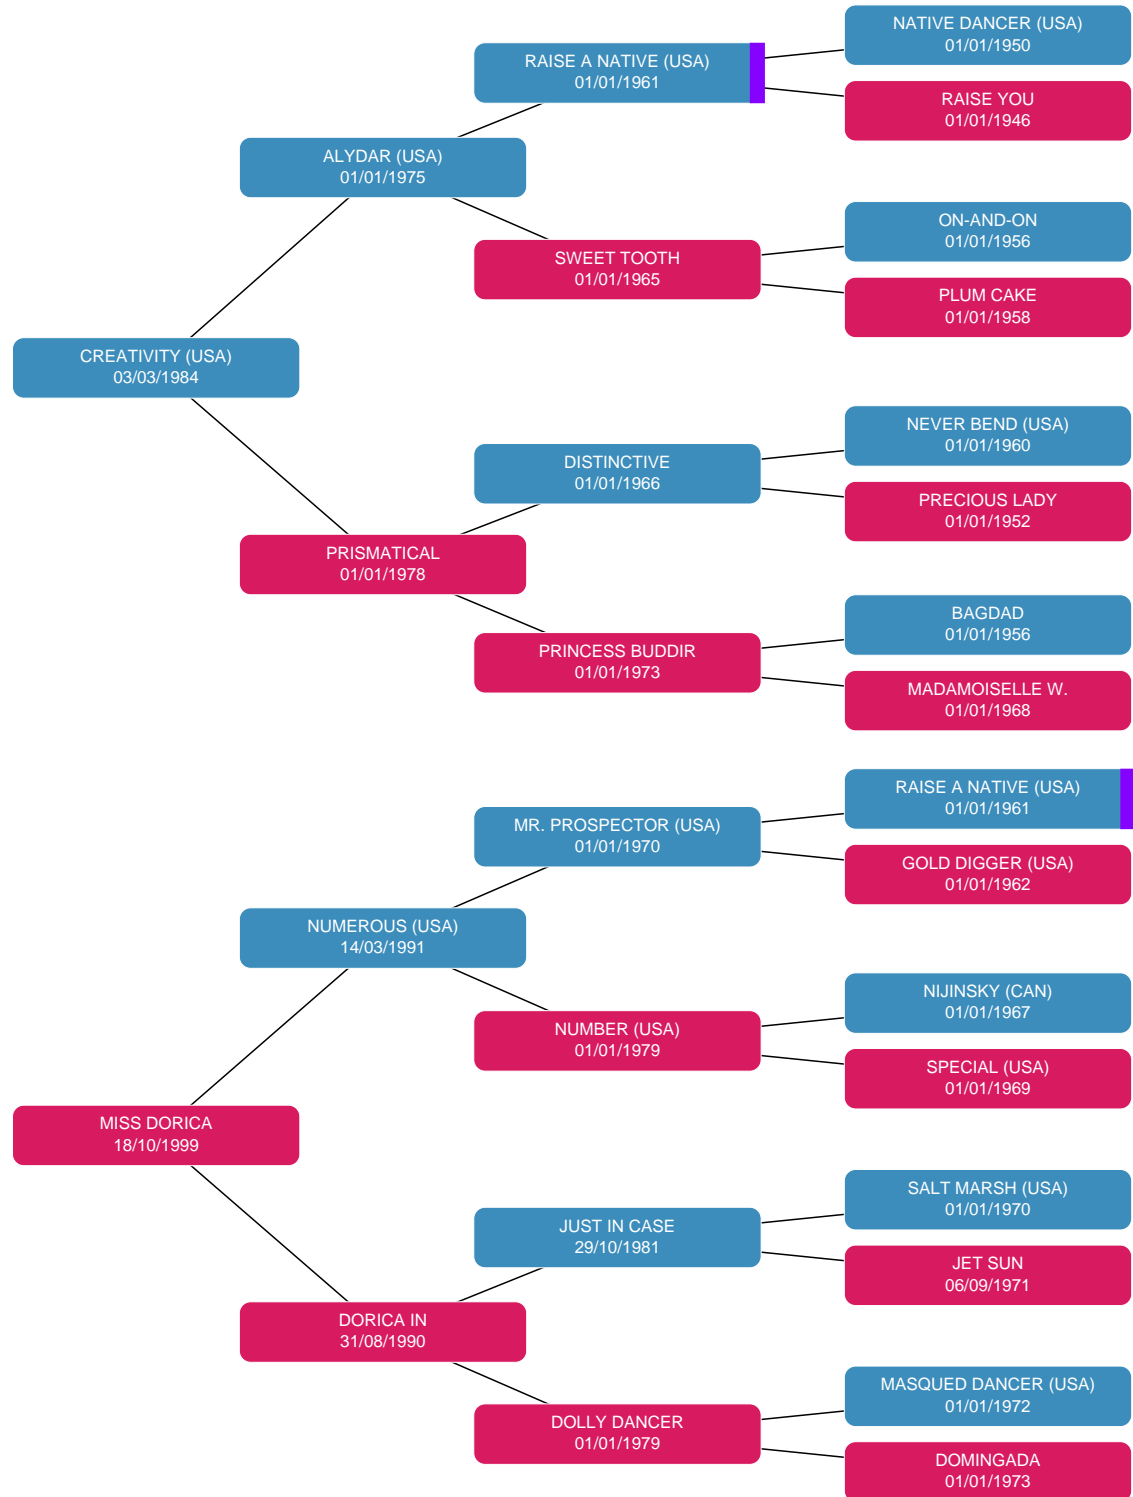 NATIVE DANCER (USA)
01/01/1950
RAISE A NATIVE (USA)
01/01/1961
RAISE YOU
01/01/1946
ALYDAR (USA)
01/01/1975
ON-AND-ON
01/01/1956
SWEET TOOTH
01/01/1965
PLUM CAKE
01/01/1958
CREATIVITY (USA)
03/03/1984
NEVER BEND (USA)
01/01/1960
DISTINCTIVE
01/01/1966
PRECIOUS LADY
01/01/1952
PRISMATICAL
01/01/1978
BAGDAD
01/01/1956
PRINCESS BUDDIR
01/01/1973
MADAMOISELLE W.
01/01/1968
RAISE A NATIVE (USA)
01/01/1961
MR. PROSPECTOR (USA)
01/01/1970
GOLD DIGGER (USA)
01/01/1962
NUMEROUS (USA)
14/03/1991
NIJINSKY (CAN)
01/01/1967
NUMBER (USA)
01/01/1979
SPECIAL (USA)
01/01/1969
MISS DORICA
18/10/1999
SALT MARSH (USA)
01/01/1970
JUST IN CASE
29/10/1981
JET SUN
06/09/1971
DORICA IN
31/08/1990
MASQUED DANCER (USA)
01/01/1972
DOLLY DANCER
01/01/1979
DOMINGADA
01/01/1973